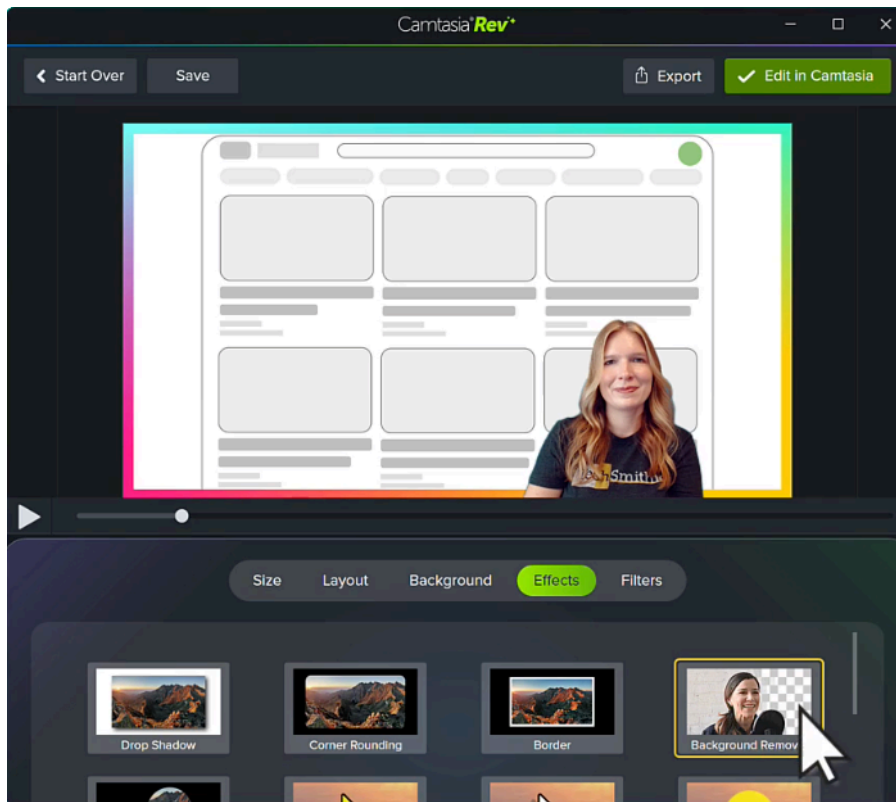 Camtasia® Rev
Start Over
Save
Export
Edit in Camtasia
Size
Layout
Background
Effects
Filters
Drop Shadow
Corner Rounding
Border
Background